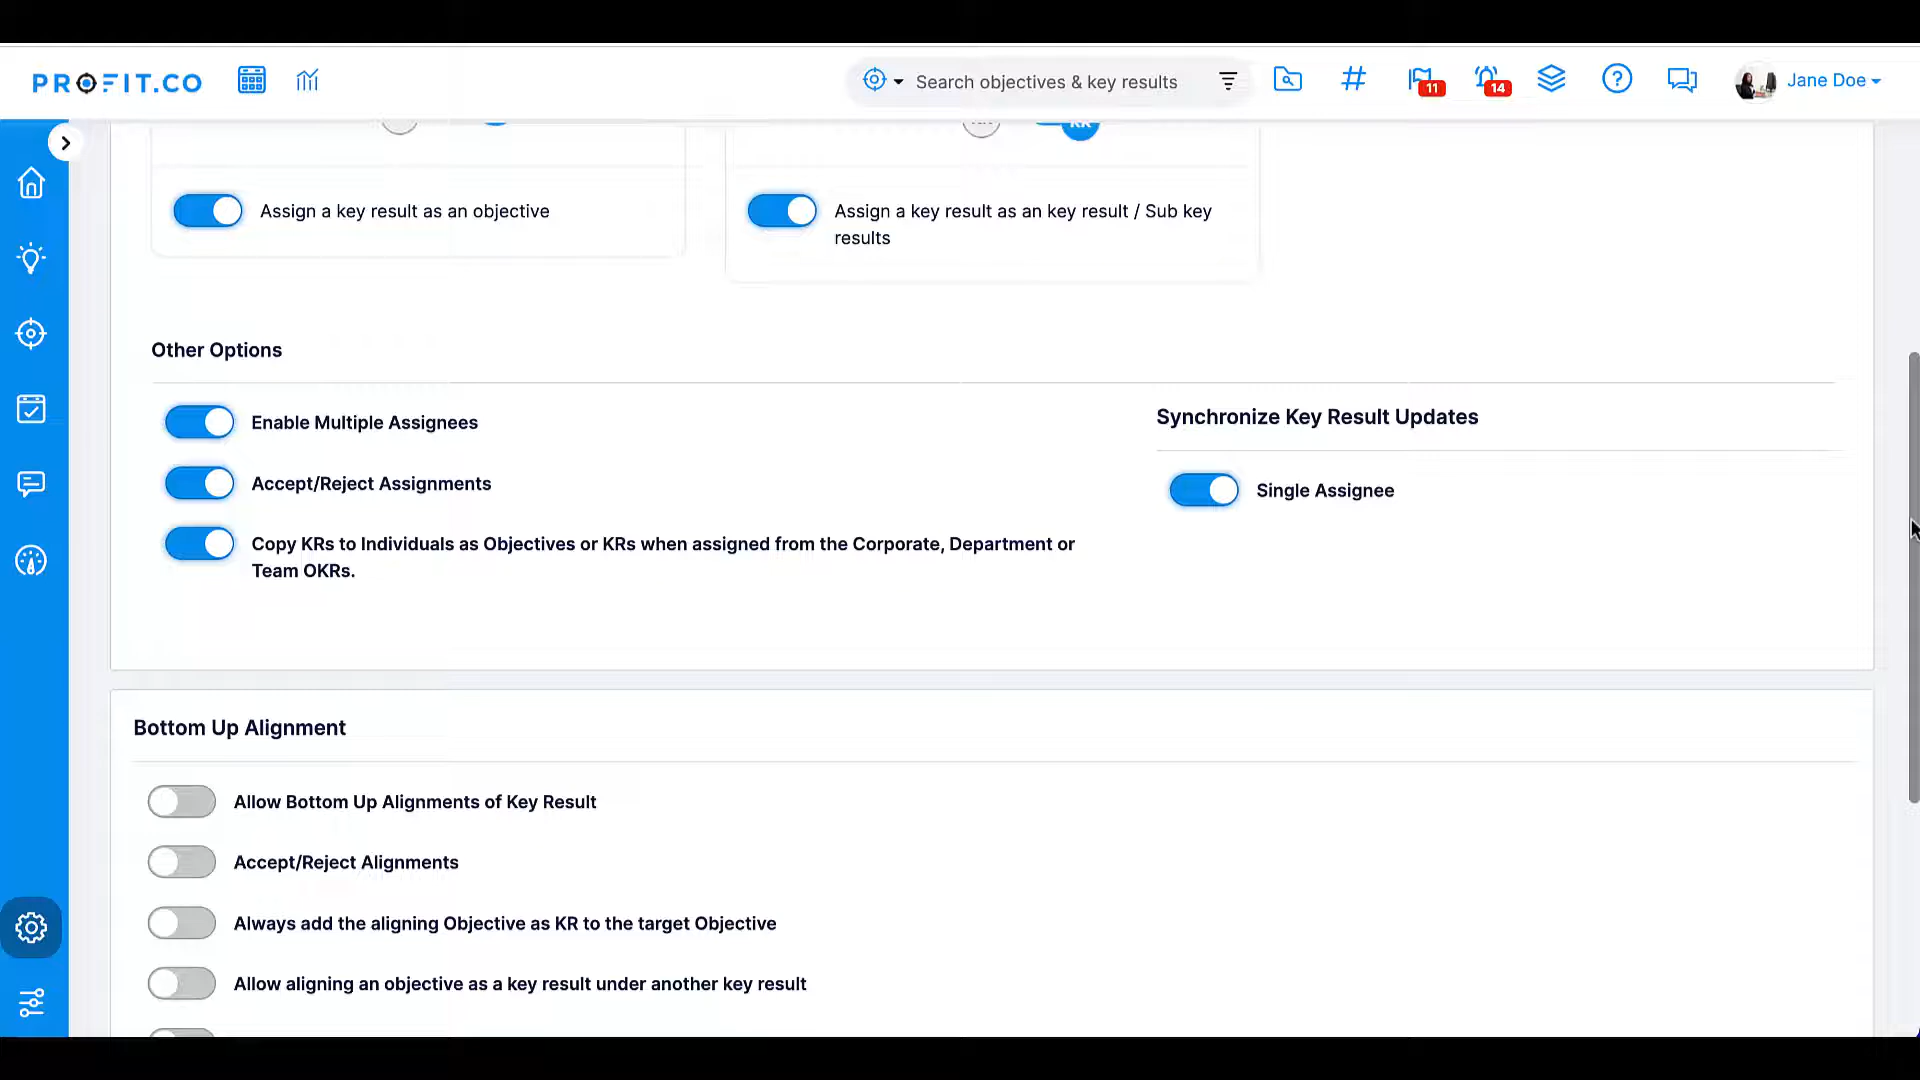 PROFIT.CO
Search objectives & key results
11
14
Jane Doe
KR
Assign a key result as an objective
Assign a key result as an key result / Sub key
results
Other Options
Enable Multiple Assignees
Synchronize Key Result Updates
Accept/Reject Assignments
Single Assignee
Copy KRs to Individuals as Objectives or KRs when assigned from the Corporate, Department or
Team OKRs.
Bottom Up Alignment
Allow Bottom Up Alignments of Key Result
Accept/Reject Alignments
Always add the aligning Objective as KR to the target Objective
Allow aligning an objective as a key result under another key result